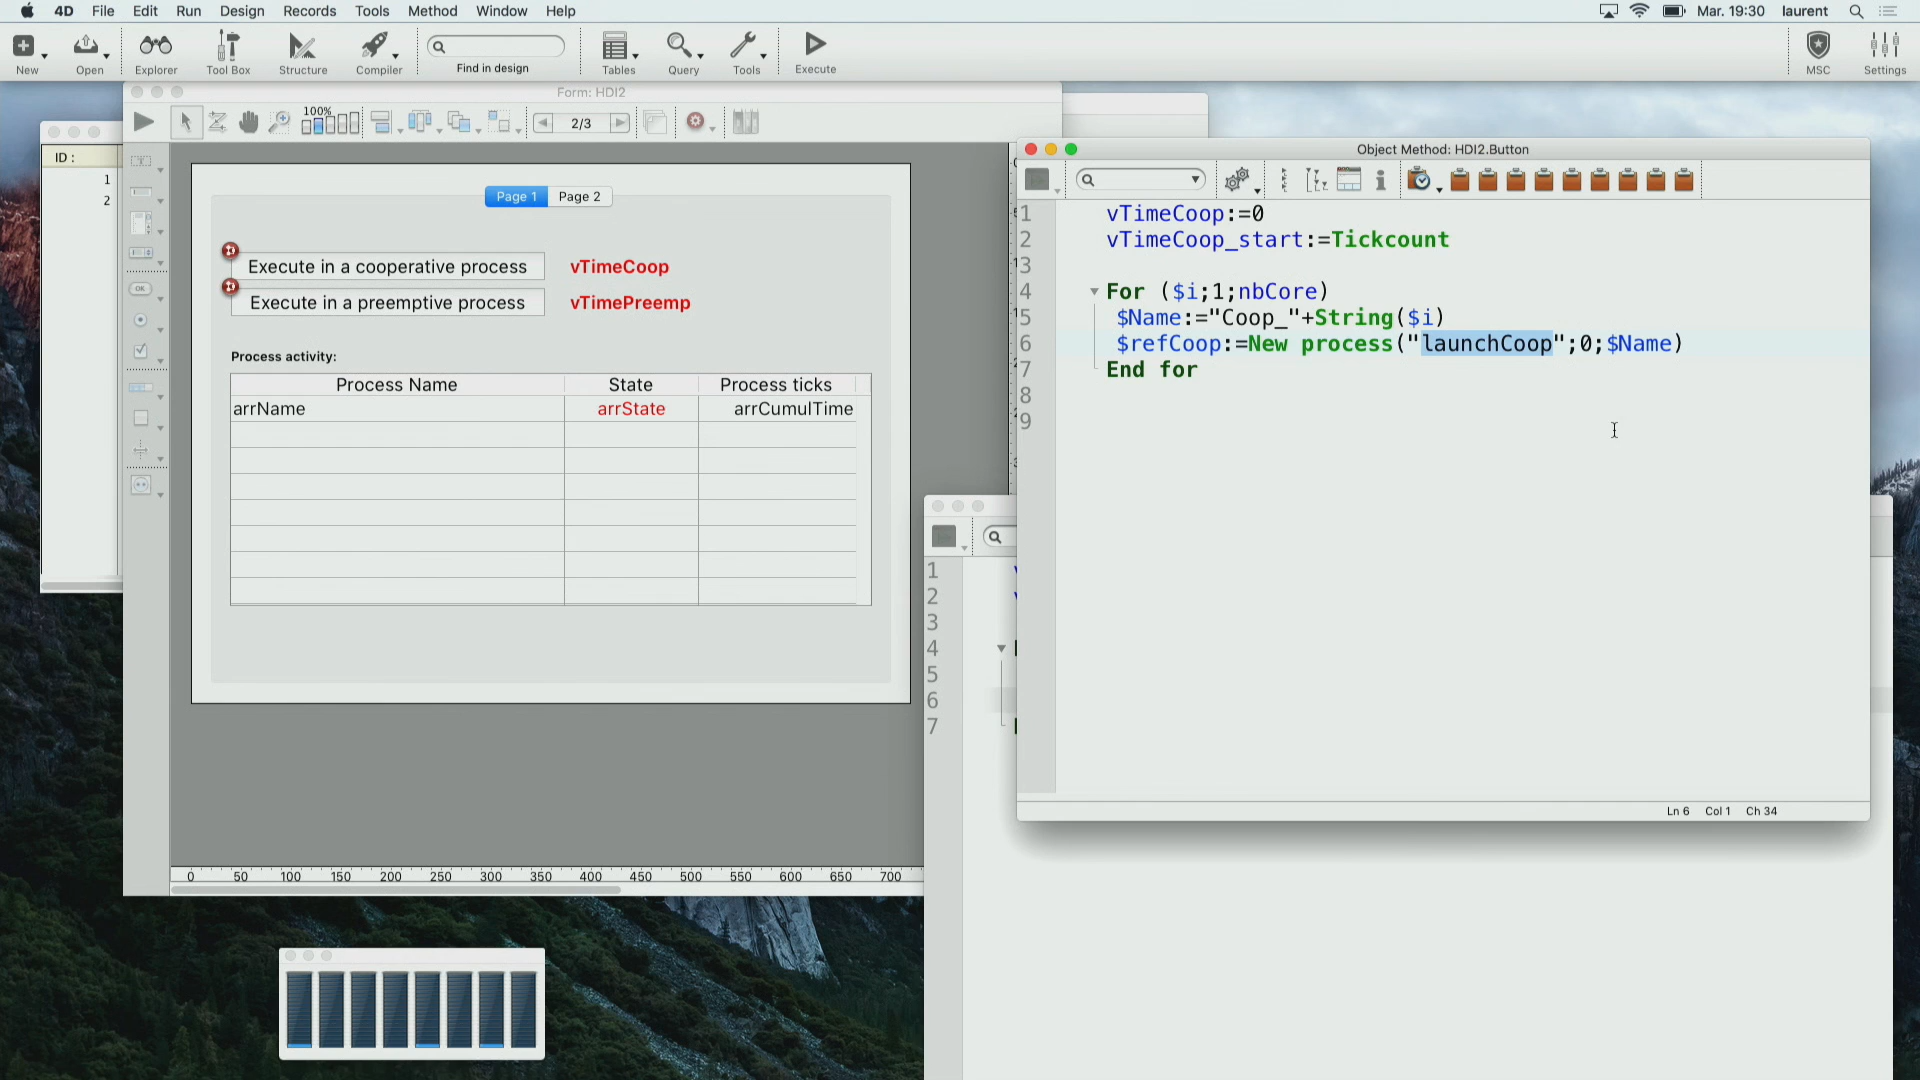 4D File Edit Run Design Records Tools Method Window Help Mar. 19:30 laurent
New Open Explorer Tool Box Structure Compiler Find in design Tables Query Tools Execute MSC Settings
Form: HDI2
100% 2/3
ID :
1
2
Page 1 Page 2
Execute in a cooperative process vTimeCoop
Execute in a preemptive process vTimePreemp
Process activity:
Process Name State Process ticks
arrName arrState arrCumulTime
0 50 100 150 200 250 300 350 400 450 500 550 600 650 700
Object Method: HDI2.Button
1 vTimeCoop:=0
2 vTimeCoop_start:=Tickcount
3
4 For ($i;1;nbCore)
5 $Name:="Coop_"+String($i)
6 $refCoop:=New process("launchCoop";0;$Name)
7 End for
8
9
Ln 6 Col 1 Ch 34
1
2
3
4
5
6
7